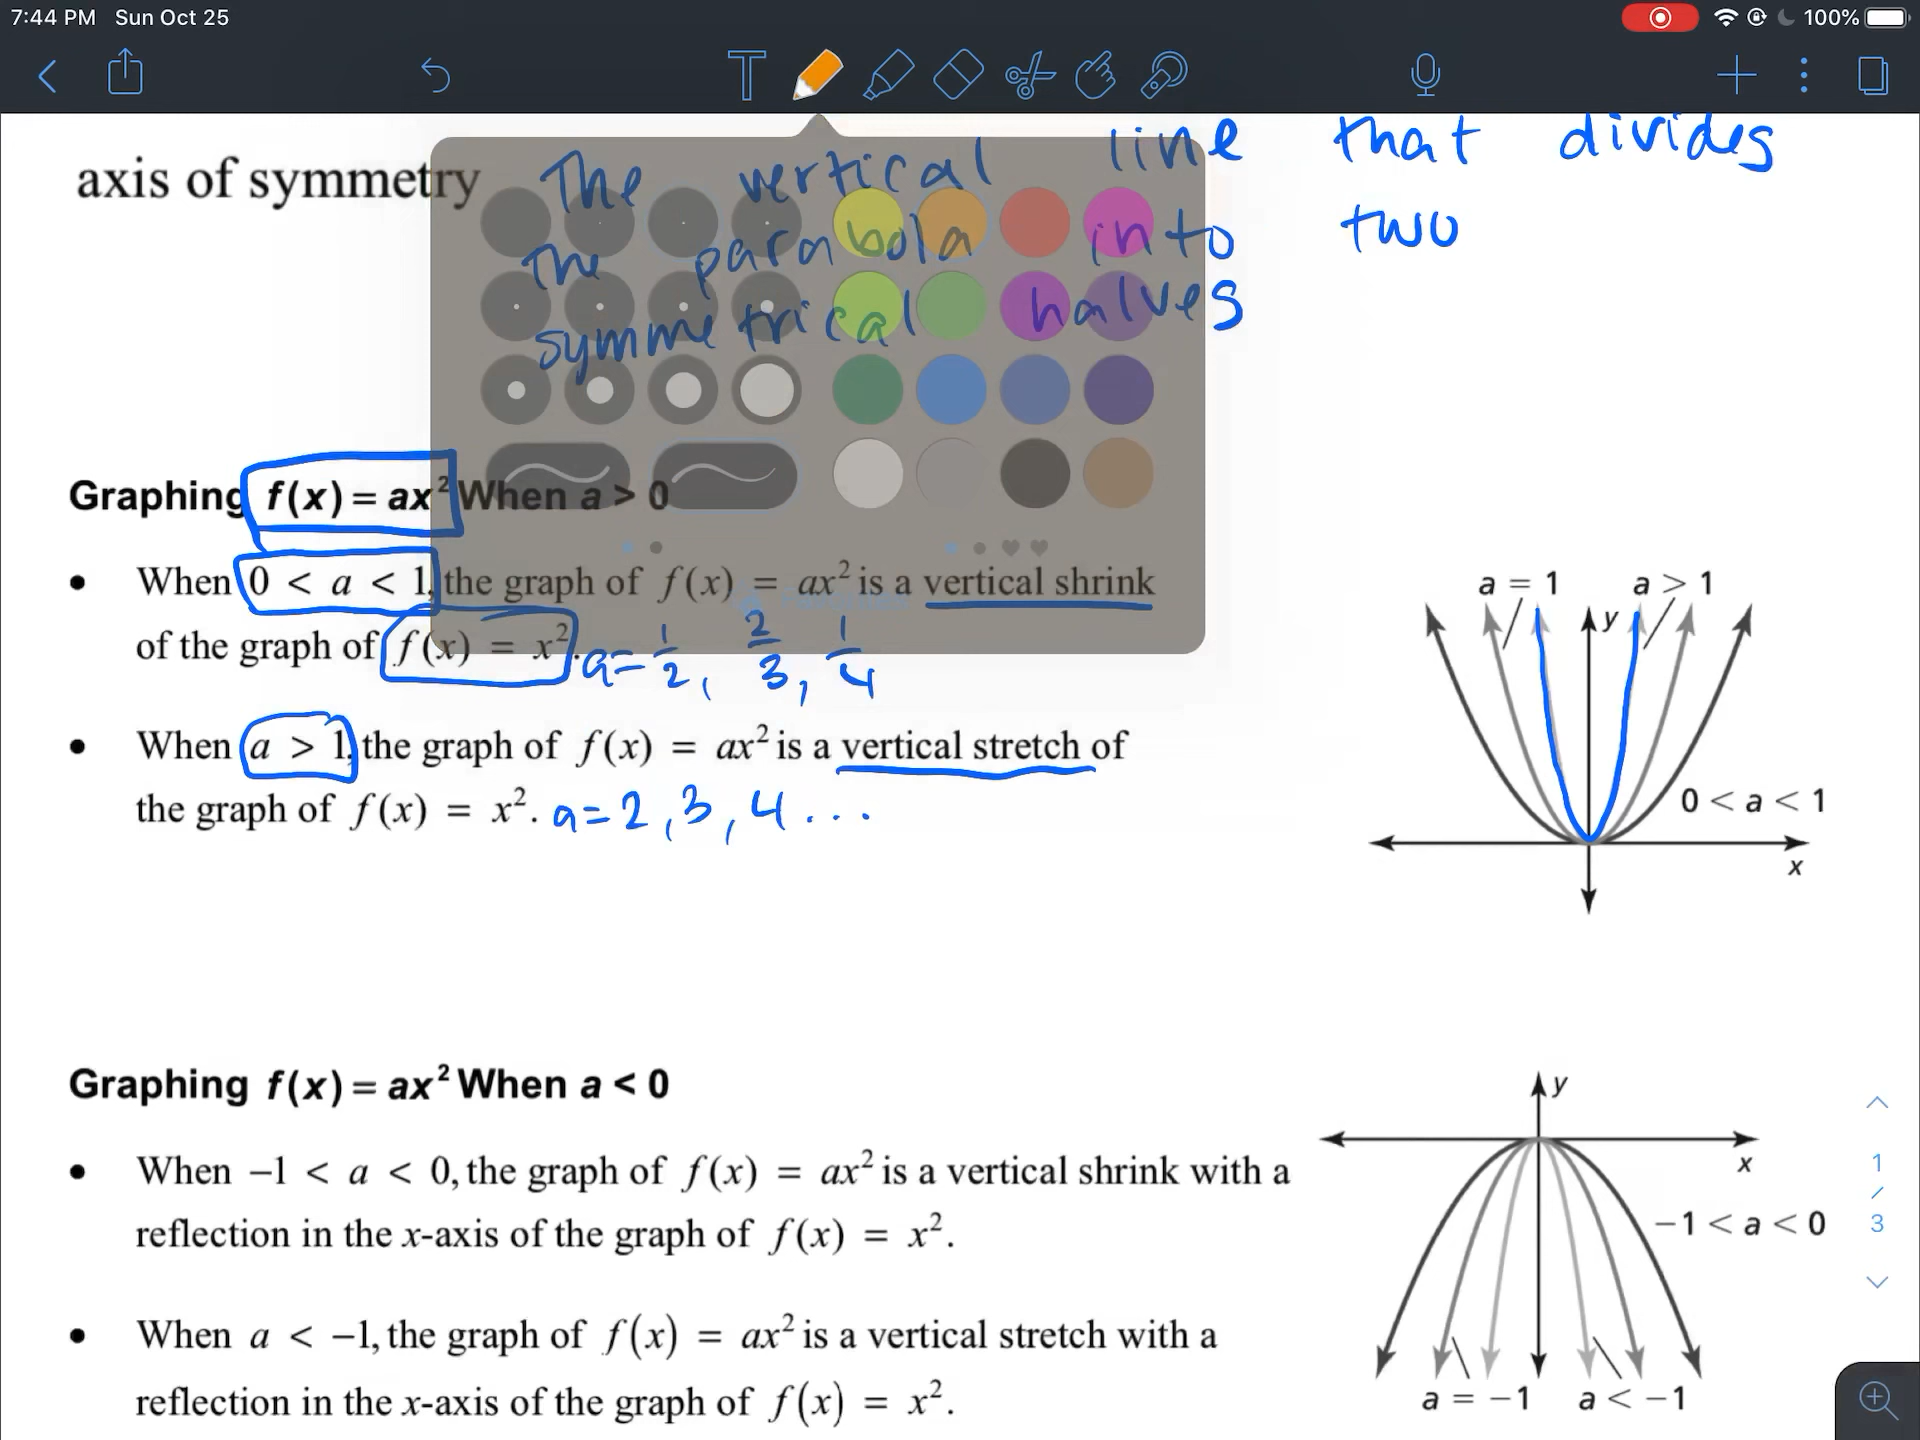 7:44 PM Sun Oct 25
100%
T
axis of symmetry The vertical line that divides
the parabola into two
symmetrical halves
Graphing f(x) = ax² When a > 0
• When 0 < a < 1, the graph of f(x) = ax² is a vertical shrink
of the graph of f(x) = x². a = 1/2, 2/3, 1/4
• When a > 1, the graph of f(x) = ax² is a vertical stretch of
the graph of f(x) = x². a = 2, 3, 4 ...
a = 1 a > 1
y
0 < a < 1
x
Graphing f(x) = ax² When a < 0
• When −1 < a < 0, the graph of f(x) = ax² is a vertical shrink with a
reflection in the x-axis of the graph of f(x) = x².
• When a < −1, the graph of f(x) = ax² is a vertical stretch with a
reflection in the x-axis of the graph of f(x) = x².
y
x
−1 < a < 0
a = −1 a < −1
1
/
3